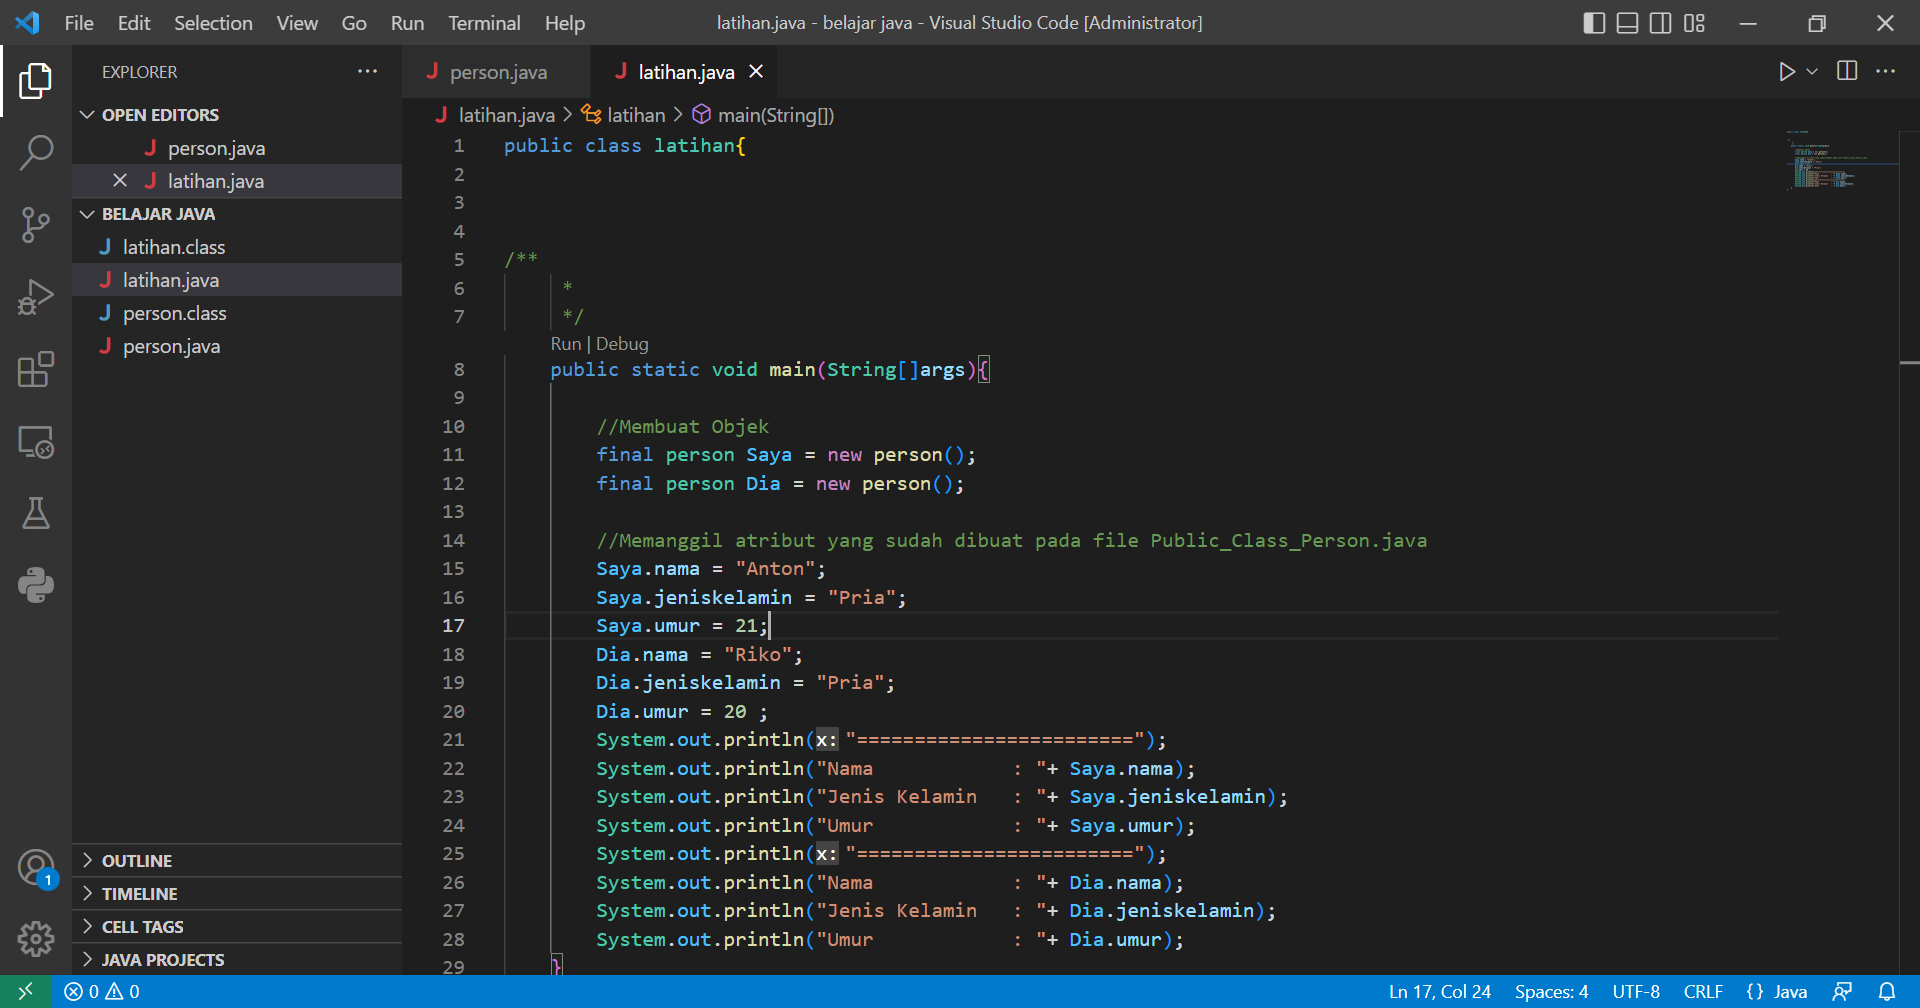 File Edit Selection View Go Run Terminal Help latihan.java - belajar java - Visual Studio Code [Administrator]
EXPLORER
OPEN EDITORS
person.java
latihan.java
BELAJAR JAVA
latihan.class
latihan.java
person.class
person.java
OUTLINE
TIMELINE
CELL TAGS
JAVA PROJECTS
1
person.java latihan.java
latihan.java > latihan > main(String[])
1 public class latihan{
2
3
4
5 /**
6 *
7 */
Run | Debug
8 public static void main(String[]args){
9
10 //Membuat Objek
11 final person Saya = new person();
12 final person Dia = new person();
13
14 //Memanggil atribut yang sudah dibuat pada file Public_Class_Person.java
15 Saya.nama = "Anton";
16 Saya.jeniskelamin = "Pria";
17 Saya.umur = 21;
18 Dia.nama = "Riko";
19 Dia.jeniskelamin = "Pria";
20 Dia.umur = 20 ;
21 System.out.println(x: "========================");
22 System.out.println("Nama            : "+ Saya.nama);
23 System.out.println("Jenis Kelamin   : "+ Saya.jeniskelamin);
24 System.out.println("Umur            : "+ Saya.umur);
25 System.out.println(x: "========================");
26 System.out.println("Nama            : "+ Dia.nama);
27 System.out.println("Jenis Kelamin   : "+ Dia.jeniskelamin);
28 System.out.println("Umur            : "+ Dia.umur);
29 }
0 0 Ln 17, Col 24 Spaces: 4 UTF-8 CRLF {} Java